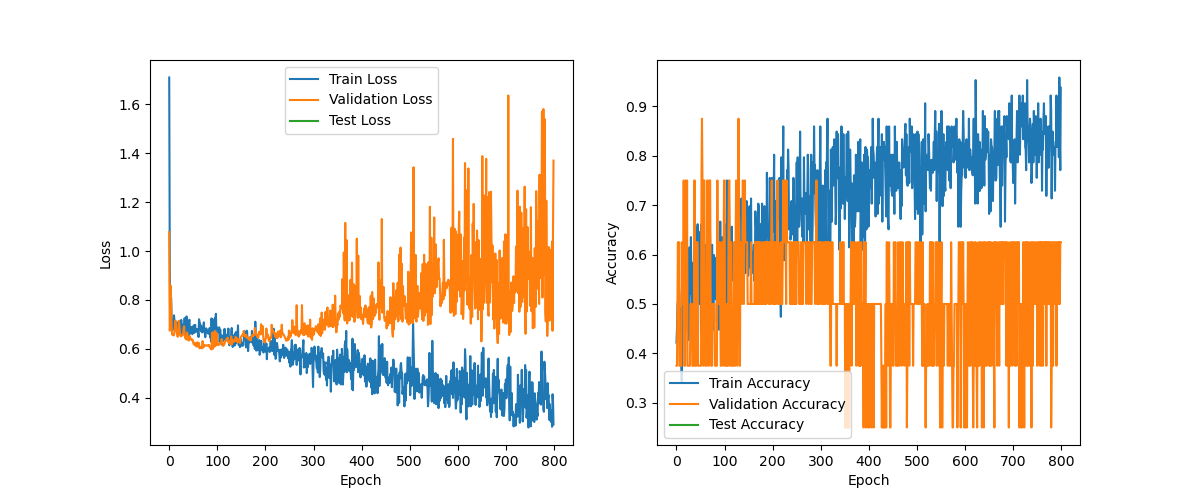 Train Loss
Validation Loss
Test Loss
1.6
1.4
1.2
1.0
0.8
0.6
0.4
Loss
0 100 200 300 400 500 600 700 800
Epoch
0.9
0.8
0.7
0.6
0.5
0.4
0.3
Accuracy
Train Accuracy
Validation Accuracy
Test Accuracy
0 100 200 300 400 500 600 700 800
Epoch